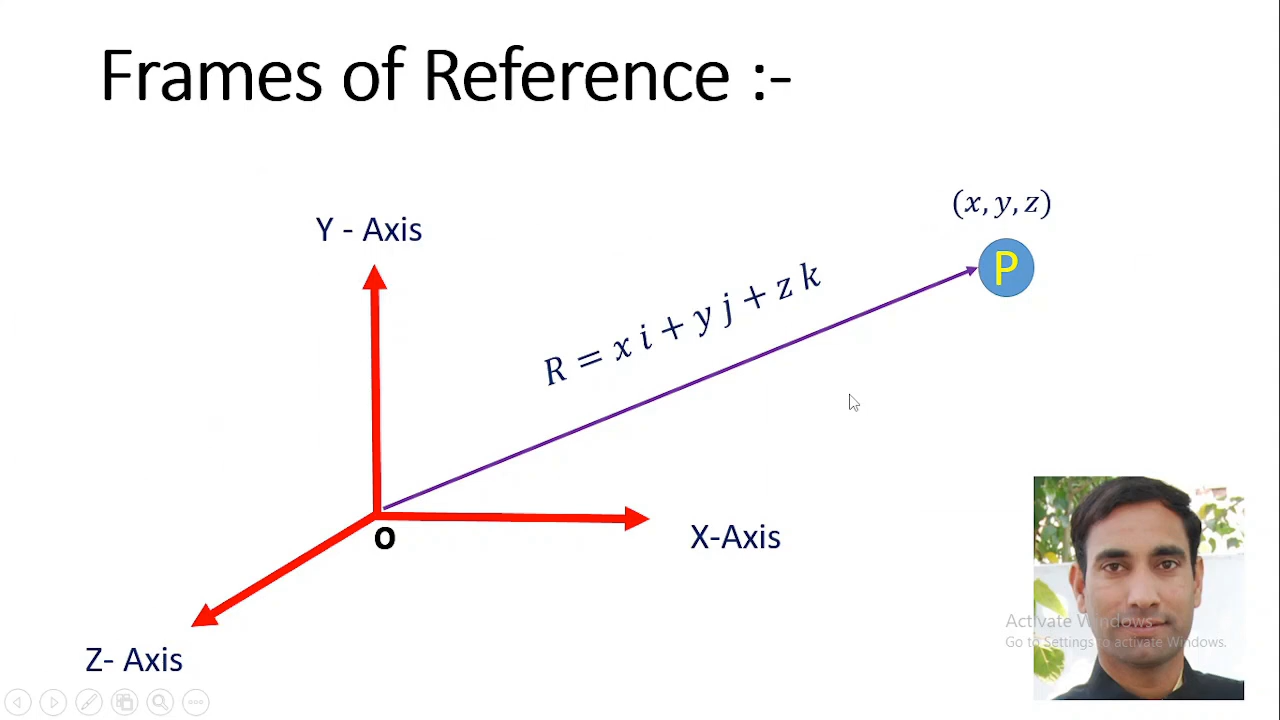 Frames of Reference :-
(x, y, z)
Y - Axis
P
R = x i + y j + z k
O
X-Axis
Activate Windows
Go to Settings to activate Windows.
Z- Axis